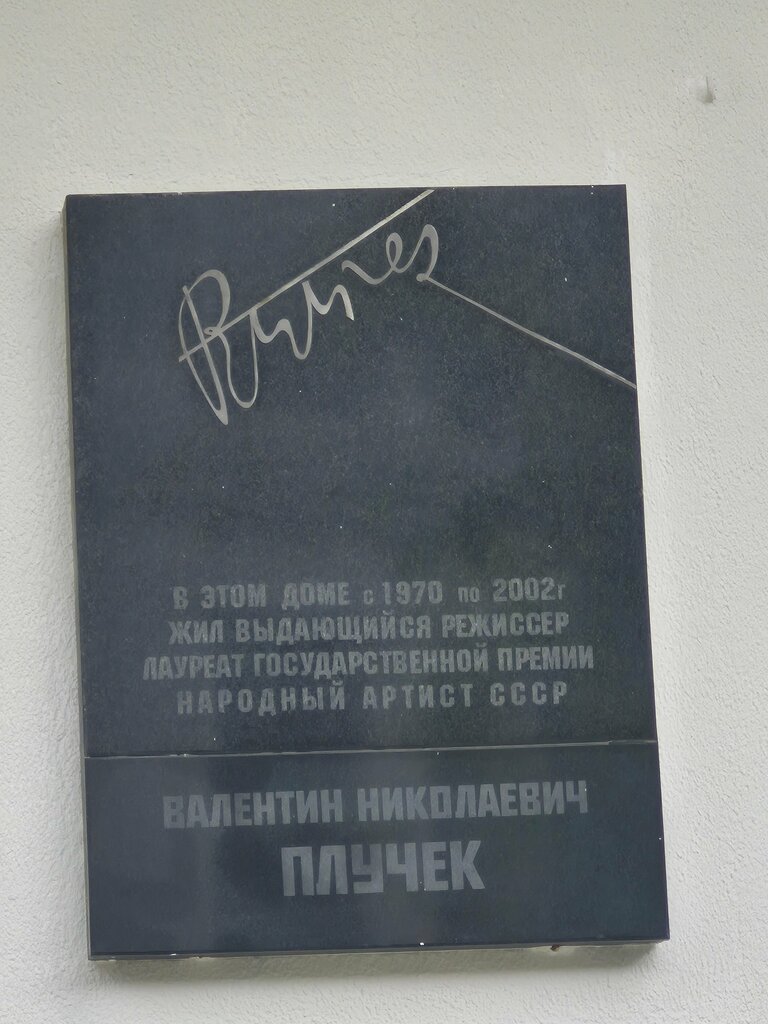 В ЭТОМ ДОМЕ с 1970 по 2002г
ЖИЛ ВЫДАЮЩИЙСЯ РЕЖИССЕР
ЛАУРЕАТ ГОСУДАРСТВЕННОЙ ПРЕМИИ
НАРОДНЫЙ АРТИСТ СССР
ВАЛЕНТИН НИКОЛАЕВИЧ
ПЛУЧЕК